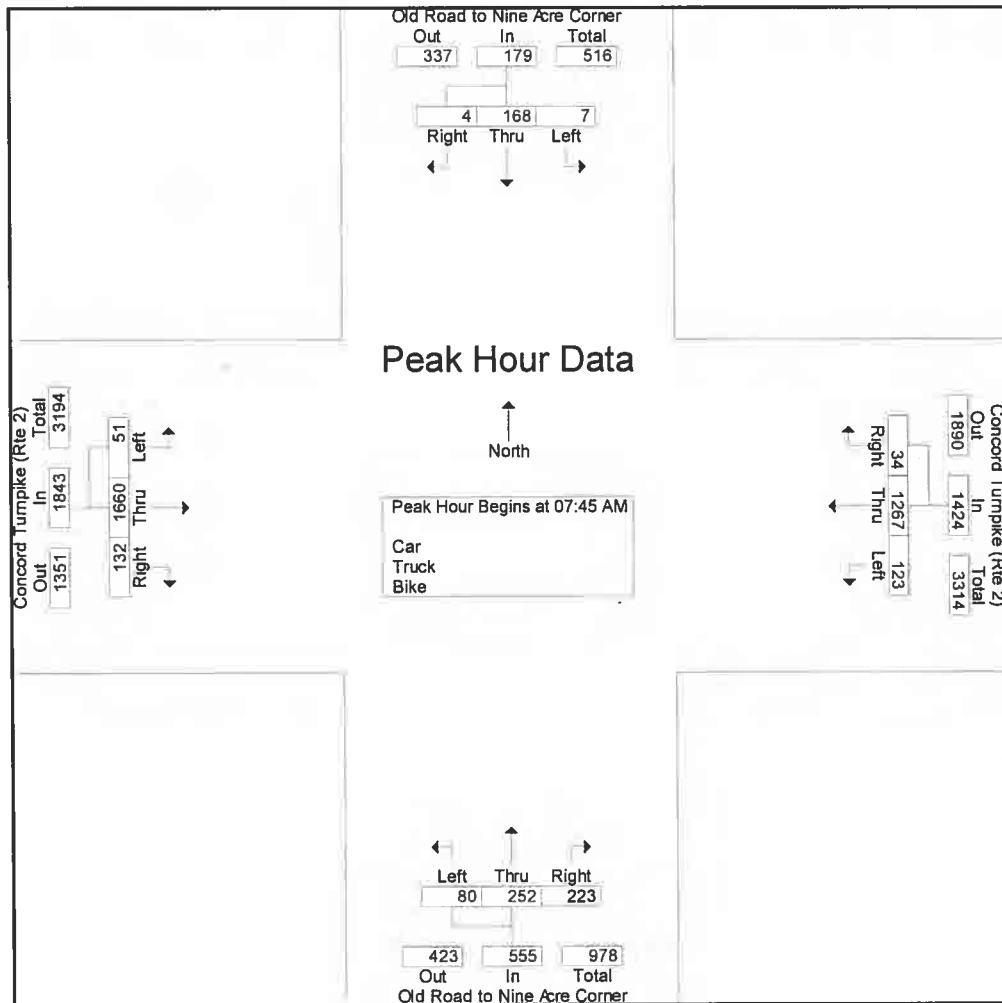 Old Road to Nine Acre Corner
Out In Total
337 179 516
4 168 7
Right Thru Left
Peak Hour Data
North
Peak Hour Begins at 07:45 AM
Car
Truck
Bike
Concord Turnpike (Rte 2)
Out In Total
1351 1843 3194
51 1660 132
Left Thru Right
Concord Turnpike (Rte 2)
Out In Total
1890 1424 3314
34 1267 123
Right Thru Left
Left Thru Right
80 252 223
423 555 978
Out In Total
Old Road to Nine Acre Corner